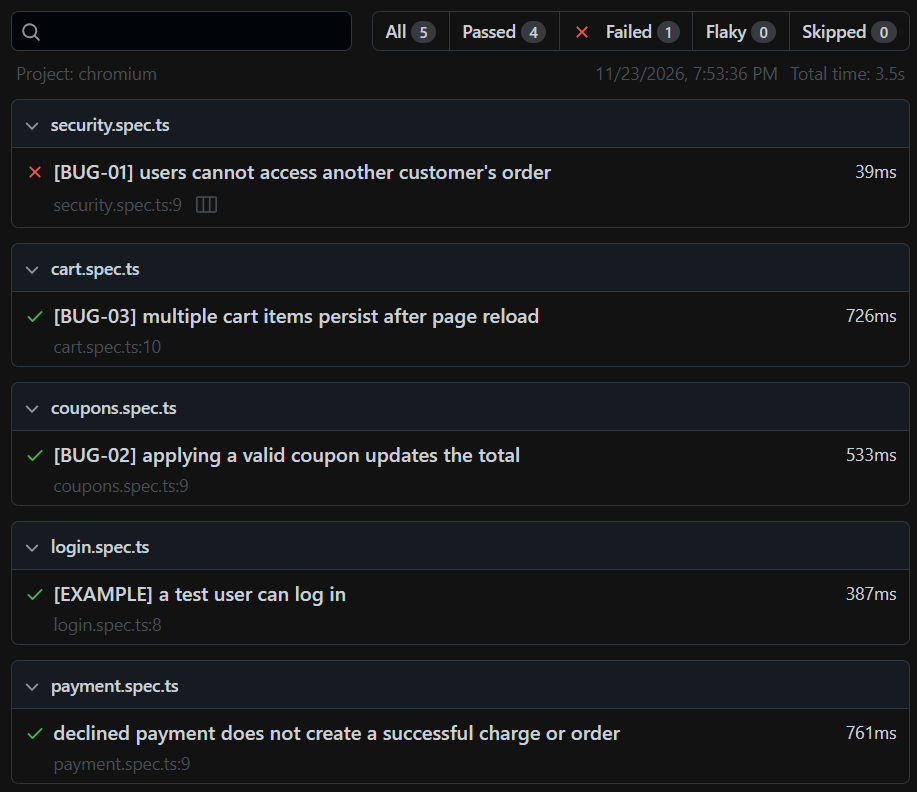 All 5 Passed 4 Failed 1 Flaky 0 Skipped 0
Project: chromium 11/23/2026, 7:53:36 PM Total time: 3.5s
security.spec.ts
[BUG-01] users cannot access another customer's order 39ms
security.spec.ts:9
cart.spec.ts
[BUG-03] multiple cart items persist after page reload 726ms
cart.spec.ts:10
coupons.spec.ts
[BUG-02] applying a valid coupon updates the total 533ms
coupons.spec.ts:9
login.spec.ts
[EXAMPLE] a test user can log in 387ms
login.spec.ts:8
payment.spec.ts
declined payment does not create a successful charge or order 761ms
payment.spec.ts:9